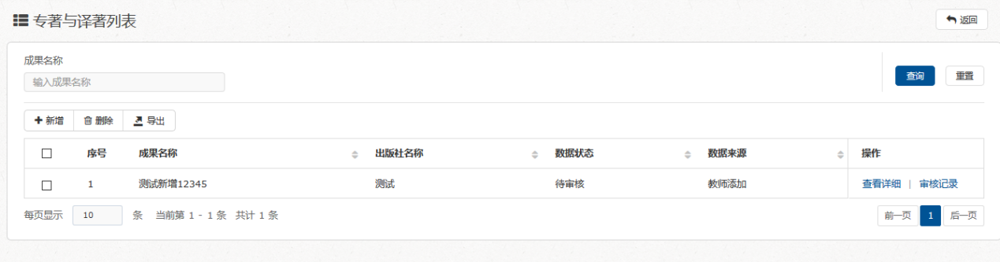 专著与译著列表 返回
成果名称
输入成果名称 查询 重置
新增 删除 导出
序号 成果名称 出版社名称 数据状态 数据来源 操作
1 测试新增12345 测试 待审核 教师添加 查看详细 | 审核记录
每页显示 10 条 当前第 1 - 1 条 共计 1 条 前一页 1 后一页